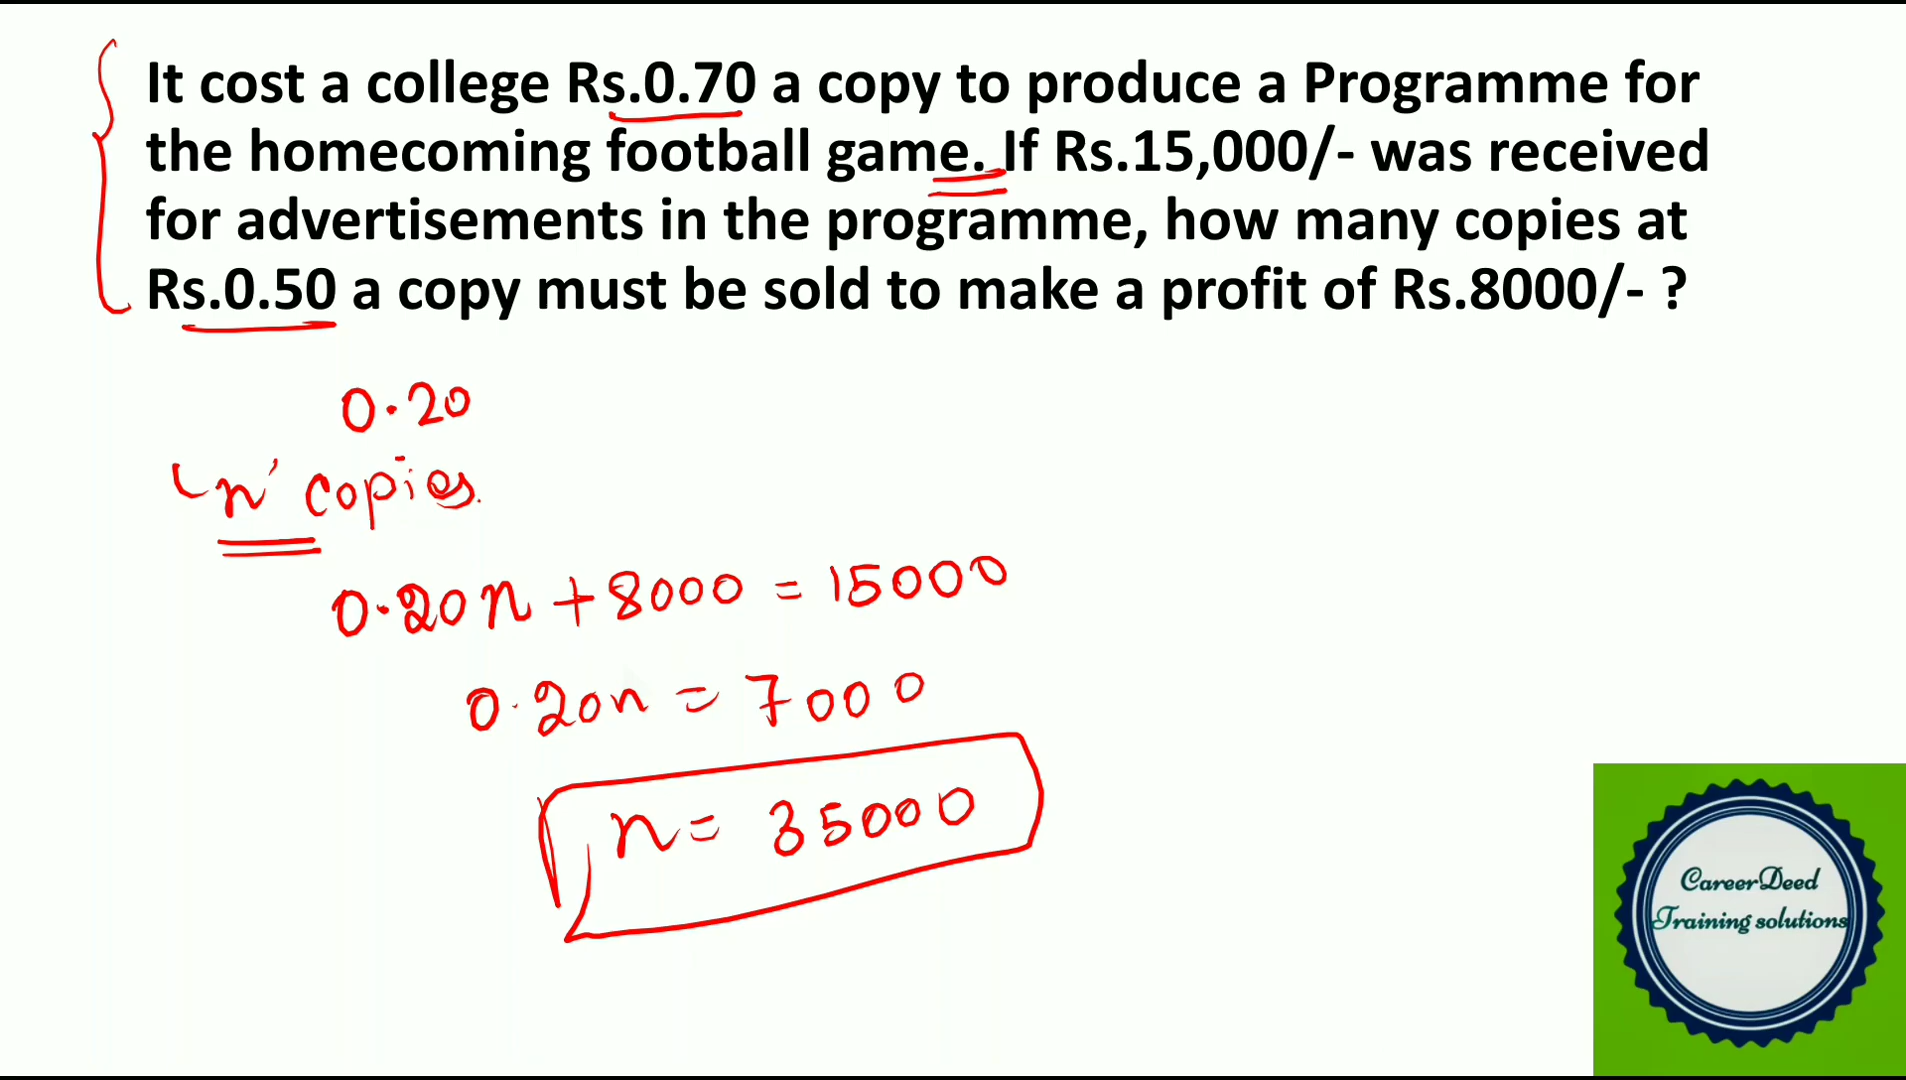 It cost a college Rs.0.70 a copy to produce a Programme for
the homecoming football game. If Rs.15,000/- was received
for advertisements in the programme, how many copies at
Rs.0.50 a copy must be sold to make a profit of Rs.8000/- ?
0.20
'n' copies.
0.20n + 8000 = 15000
0.20n = 7000
n = 35000
CareerDeed
Training solutions